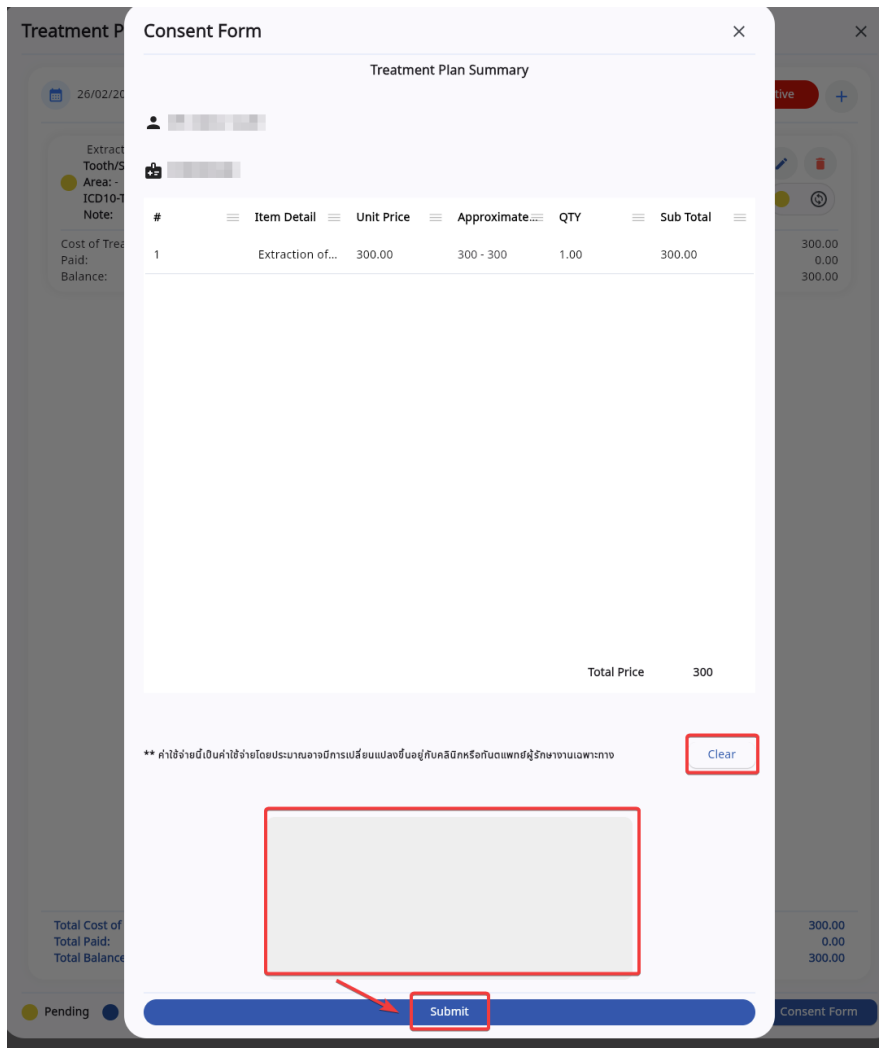 Treatment P
Consent Form
26/02/20
tive
Treatment Plan Summary
Extract
Tooth/S
Area: -
ICD10-T
Note:
Cost of Trea
300.00
Paid:
0.00
Balance:
300.00
# Item Detail Unit Price Approximate... QTY Sub Total
1 Extraction of... 300.00 300 - 300 1.00 300.00
Total Price 300
** ค่าใช้จ่ายนี้เป็นค่าใช้จ่ายโดยประมาณอาจมีการเปลี่ยนแปลงขึ้นอยู่กับคลินิกหรือทันตแพทย์ผู้รักษางานเฉพาะทาง
Clear
Total Cost of
300.00
Total Paid:
0.00
Total Balance
300.00
Pending
Submit
Consent Form